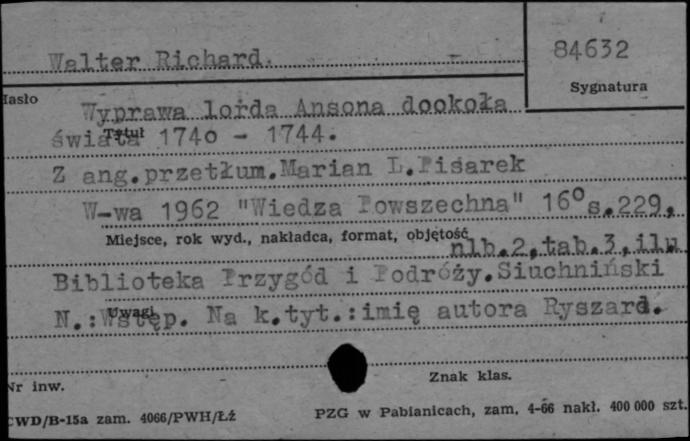 Walter Richard.
84632
Sygnatura
Hasło
Wyprawa lorda Ansona dookoła
świata 1740 - 1744.
Tytuł
Z ang.przetłum.Marian L.Pisarek
W-wa 1962 "Wiedza Powszechna" 16° s.229,
Miejsce, rok wyd., nakładca, format, objętość
nlb.2,tab.3,ilu
Biblioteka Przygód i Podróży.Siuchniński
N.:Wstęp. Na k.tyt.:imię autora Ryszard.
Uwagi
Nr inw.
Znak klas.
CWD/B-15a zam. 4066/PWH/Łź
PZG w Pabianicach, zam. 4-66 nakł. 400 000 szt.